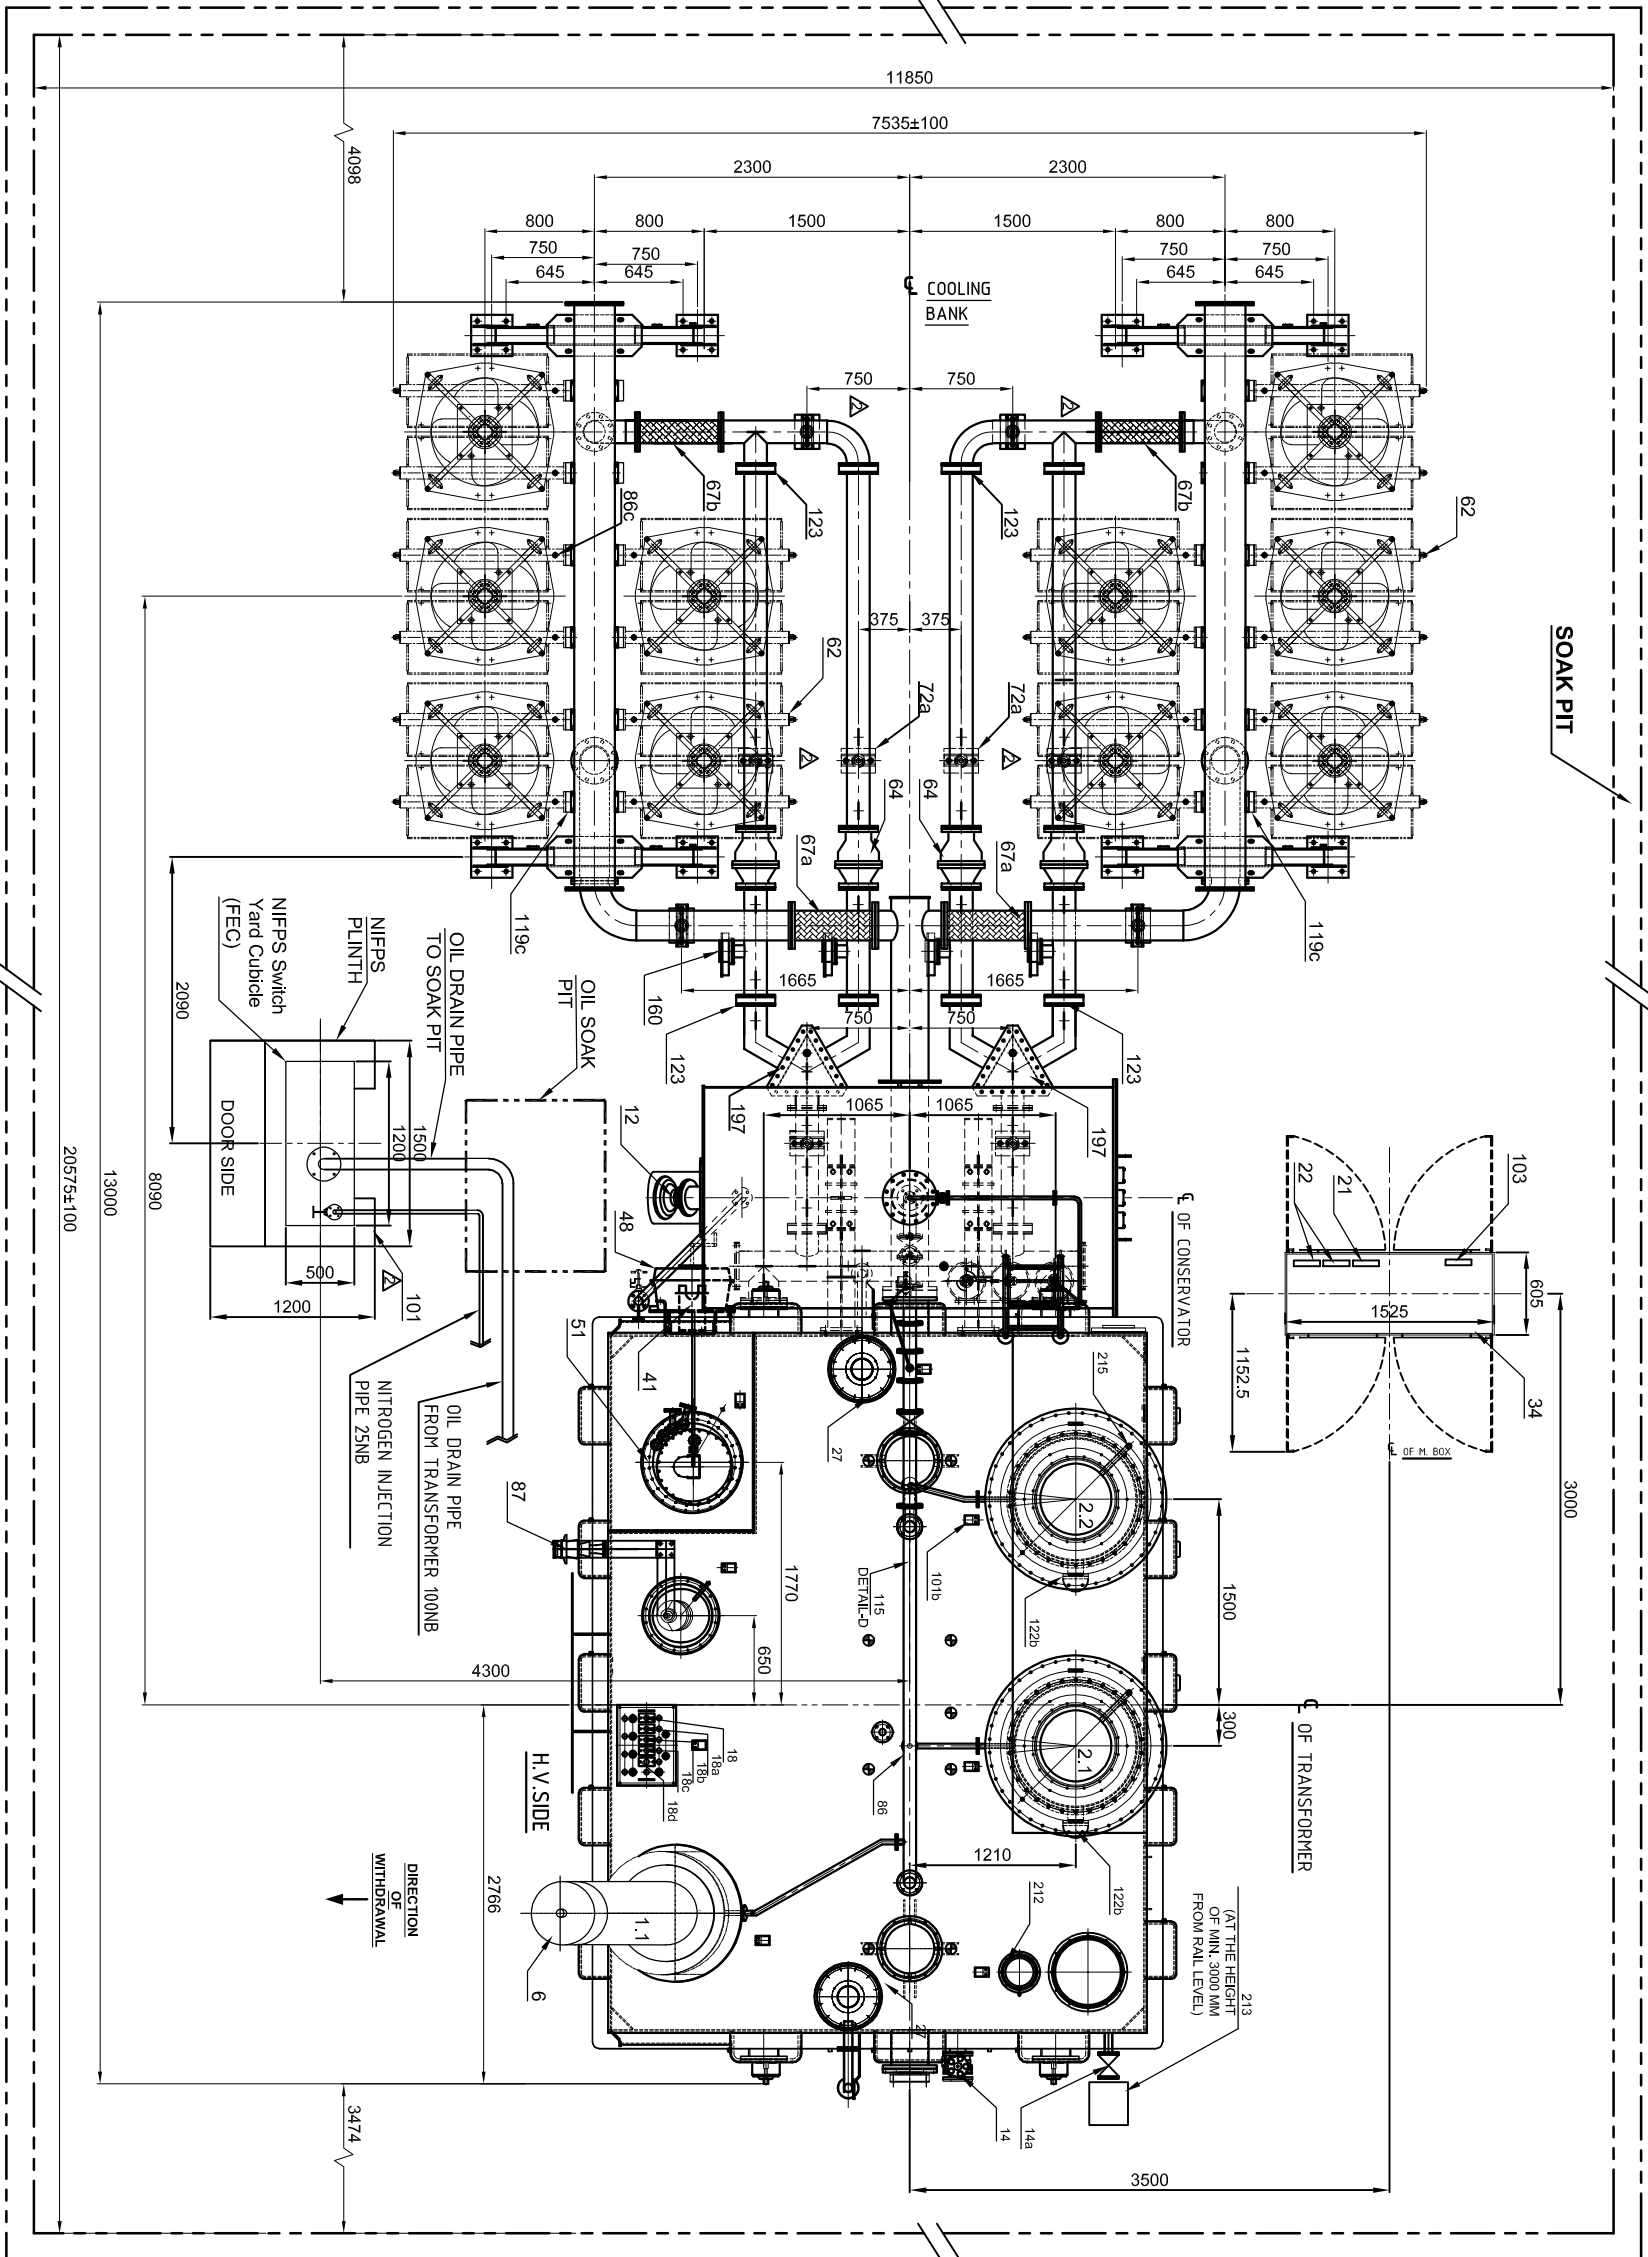 11850
7535±100
4098
2300
2300
800
800
1500
1500
800
800
750
750
750
750
645
645
645
645
℄ COOLING
BANK
750
750
2
2
67b
123
123
67b
62
86c
375
375
62
72a
72a
2
2
64
64
67a
67a
SOAK PIT
119c
119c
160
1665
1665
123
750
750
123
197
197
1065
1065
2090
NIFPS Switch
Yard Cubicle
(FEC)
NIFPS
PLINTH
OIL DRAIN PIPE
TO SOAK PIT
OIL SOAK
PIT
DOOR SIDE
1200
1500
500
1200
2
101
12
48
51
41
℄ OF CONSERVATOR
22
21
103
605
1525
1152.5
34
℄ OF M. BOX
3000
20575±100
13000
8090
NITROGEN INJECTION
PIPE 25NB
OIL DRAIN PIPE
FROM TRANSFORMER 100NB
87
27
215
2.2
101b
115
DETAIL-D
122b
1770
650
1500
300
4300
℄ OF TRANSFORMER
2.1
18
18a
18b
18c
18d
86
H.V.SIDE
1210
122b
212
2766
DIRECTION
OF
WITHDRAWAL
1.1
6
27
213
(AT THE HEIGHT
OF MIN. 3000 MM
FROM RAIL LEVEL)
14
14a
3474
3500